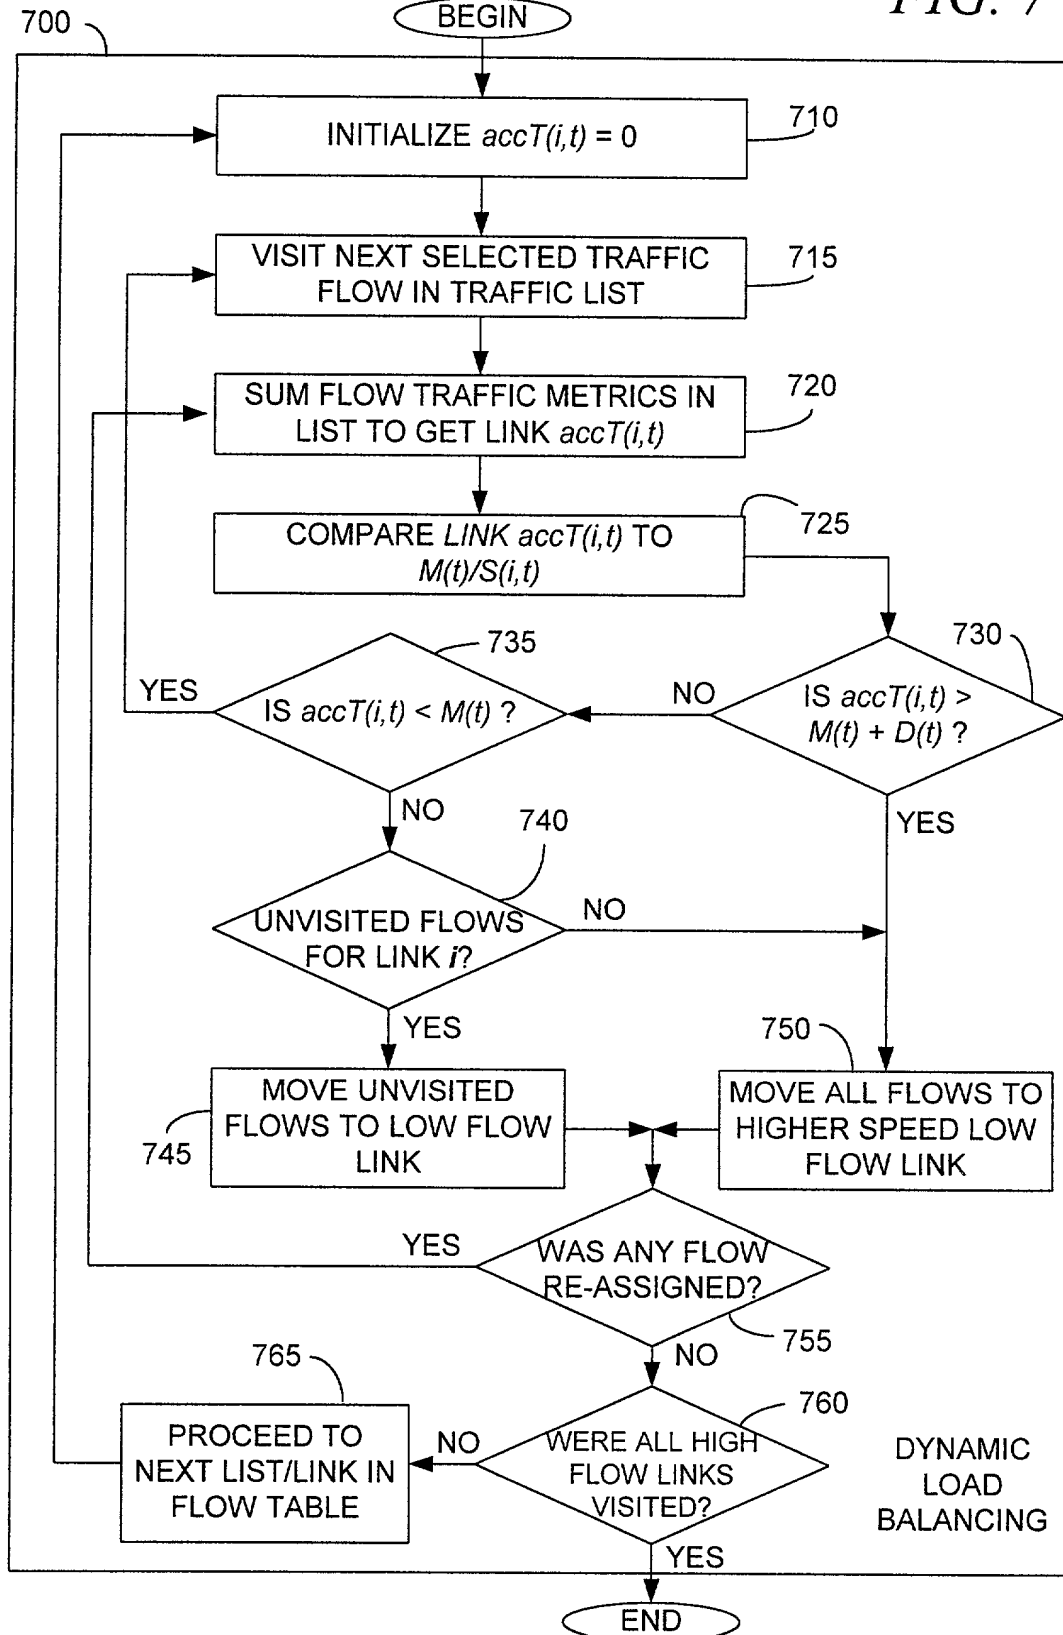 FIG. 7
700
BEGIN
INITIALIZE accT(i,t) = 0
710
VISIT NEXT SELECTED TRAFFIC
FLOW IN TRAFFIC LIST
715
SUM FLOW TRAFFIC METRICS IN
LIST TO GET LINK accT(i,t)
720
COMPARE LINK accT(i,t) TO
M(t)/S(i,t)
725
730
IS accT(i,t) >
M(t) + D(t) ?
NO
YES
735
IS accT(i,t) < M(t) ?
YES
NO
740
UNVISITED FLOWS
FOR LINK i?
NO
YES
745
MOVE UNVISITED
FLOWS TO LOW FLOW
LINK
750
MOVE ALL FLOWS TO
HIGHER SPEED LOW
FLOW LINK
WAS ANY FLOW
RE-ASSIGNED?
YES
755
NO
760
WERE ALL HIGH
FLOW LINKS
VISITED?
NO
765
PROCEED TO
NEXT LIST/LINK IN
FLOW TABLE
DYNAMIC
LOAD
BALANCING
YES
END